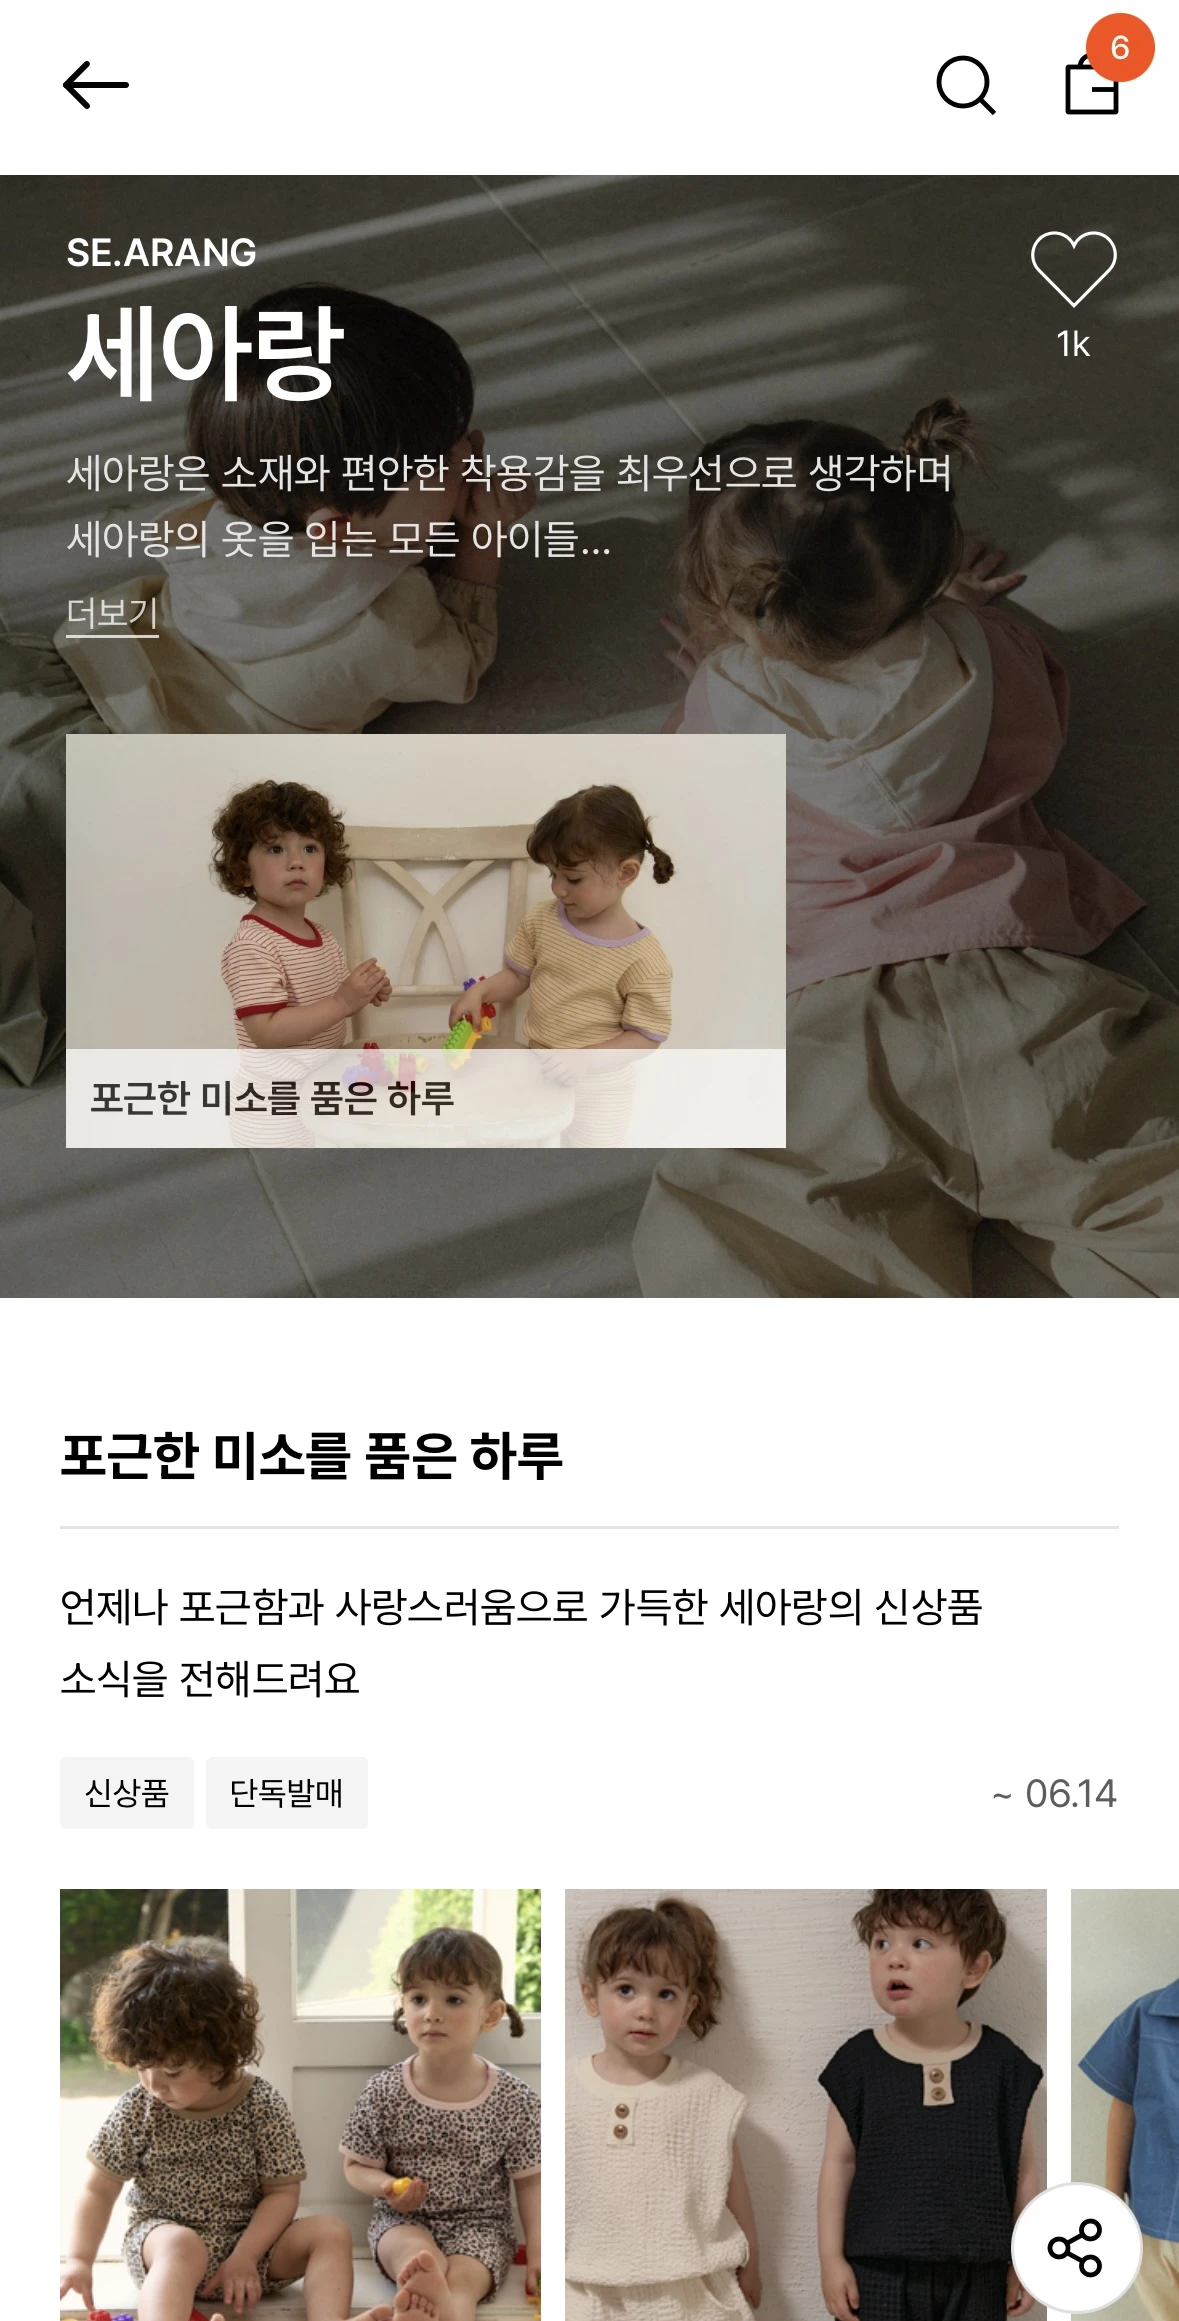 6
SE.ARANG
1k
세아랑
세아랑은 소재와 편안한 착용감을 최우선으로 생각하며
세아랑의 옷을 입는 모든 아이들...
더보기
포근한 미소를 품은 하루
포근한 미소를 품은 하루
언제나 포근함과 사랑스러움으로 가득한 세아랑의 신상품
소식을 전해드려요
신상품 단독발매 ~ 06.14